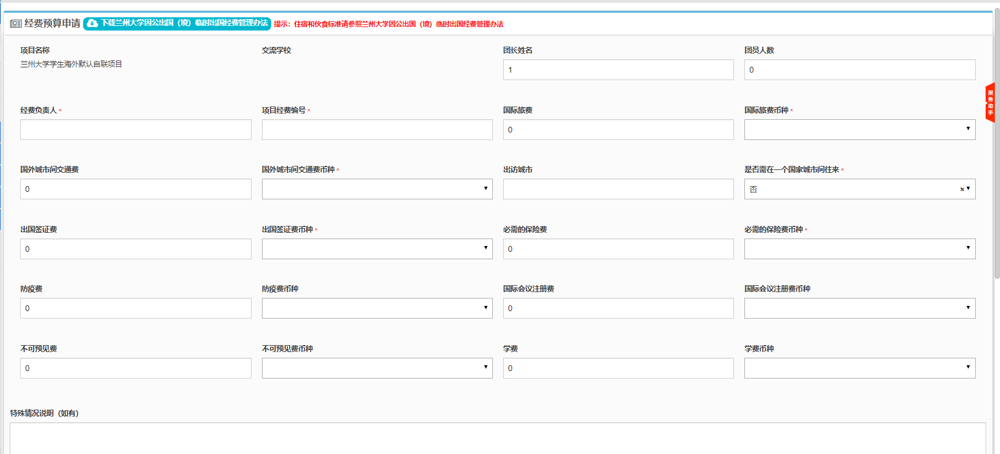 经费预算申请 下载兰州大学因公出国（境）临时出国经费管理办法 提示：住宿和伙食标准请参照兰州大学因公出国（境）临时出国经费管理办法
项目名称 交流学校 团长姓名 团员人数
兰州大学学生海外默认自联项目 1 0
服务助手
经费负责人* 项目经费编号* 国际旅费 国际旅费币种*
0
国外城市间交通费 国外城市间交通费币种* 出访城市 是否需在一个国家城市间往来*
0 否 ×
出国签证费 出国签证费币种* 必需的保险费 必需的保险费币种*
0 0
防疫费 防疫费币种 国际会议注册费 国际会议注册费币种
0 0
不可预见费 不可预见费币种 学费 学费币种
0 0
特殊情况说明（如有）